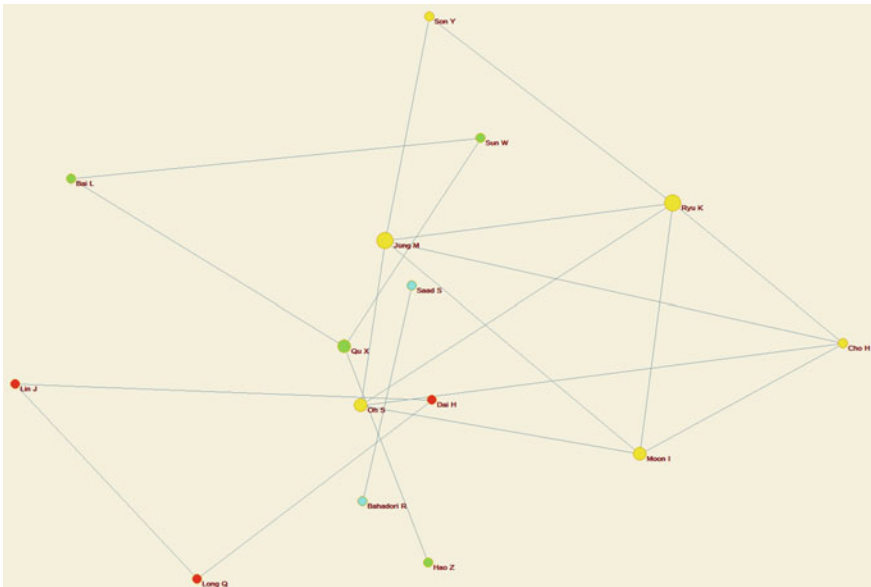 Son Y
Sun W
Bai L
Ryu K
Jung M
Saad S
Qu X
Cho H
Lin J
Oh S
Dai H
Moon I
Bahadori R
Hao Z
Long Q